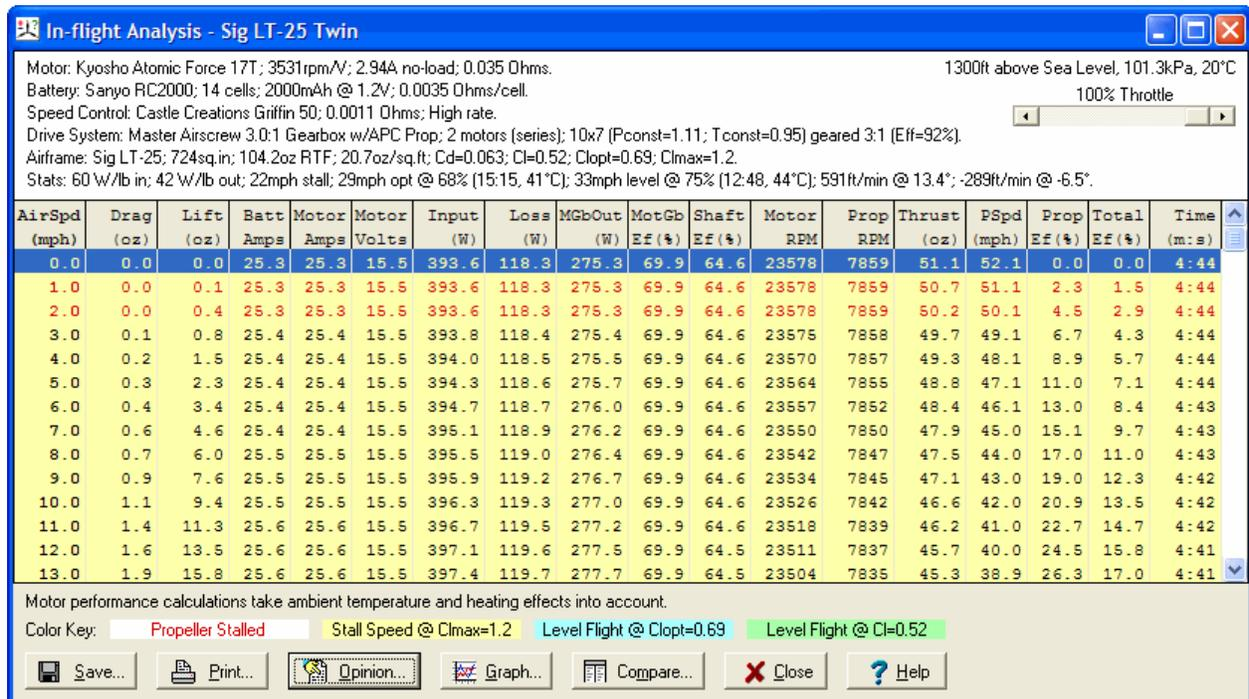 In-flight Analysis - Sig LT-25 Twin
Motor: Kyosho Atomic Force 17T; 3531rpm/V; 2.94A no-load; 0.035 Ohms.
1300ft above Sea Level, 101.3kPa, 20°C
Battery: Sanyo RC2000; 14 cells; 2000mAh @ 1.2V; 0.0035 Ohms/cell.
100% Throttle
Speed Control: Castle Creations Griffin 50; 0.0011 Ohms; High rate.
Drive System: Master Airscrew 3.0:1 Gearbox w/APC Prop; 2 motors (series); 10x7 (Pconst=1.11; Tconst=0.95) geared 3:1 (Eff=92%).
Airframe: Sig LT-25; 724sq.in; 104.2oz RTF; 20.7oz/sq.ft; Cd=0.063; Cl=0.52; Clopt=0.69; Clmax=1.2.
Stats: 60 W/lb in; 42 W/lb out; 22mph stall; 29mph opt @ 68% (15:15, 41°C); 33mph level @ 75% (12:48, 44°C); 591ft/min @ 13.4°; -289ft/min @ -6.5°.
AirSpd Drag Lift Batt Motor Motor Input Loss MGbOut MotGb Shaft Motor Prop Thrust PSpd Prop Total Time
(mph) (oz) (oz) Amps Amps Volts (W) (W) (W) Ef(%) Ef(%) RPM RPM (oz) (mph) Ef(%) Ef(%) (m:s)
0.0 0.0 0.0 25.3 25.3 15.5 393.6 118.3 275.3 69.9 64.6 23578 7859 51.1 52.1 0.0 0.0 4:44
1.0 0.0 0.1 25.3 25.3 15.5 393.6 118.3 275.3 69.9 64.6 23578 7859 50.7 51.1 2.3 1.5 4:44
2.0 0.0 0.4 25.3 25.3 15.5 393.6 118.3 275.3 69.9 64.6 23578 7859 50.2 50.1 4.5 2.9 4:44
3.0 0.1 0.8 25.4 25.4 15.5 393.8 118.4 275.4 69.9 64.6 23575 7858 49.7 49.1 6.7 4.3 4:44
4.0 0.2 1.5 25.4 25.4 15.5 394.0 118.5 275.5 69.9 64.6 23570 7857 49.3 48.1 8.9 5.7 4:44
5.0 0.3 2.3 25.4 25.4 15.5 394.3 118.6 275.7 69.9 64.6 23564 7855 48.8 47.1 11.0 7.1 4:44
6.0 0.4 3.4 25.4 25.4 15.5 394.7 118.7 276.0 69.9 64.6 23557 7852 48.4 46.1 13.0 8.4 4:43
7.0 0.6 4.6 25.4 25.4 15.5 395.1 118.9 276.2 69.9 64.6 23550 7850 47.9 45.0 15.1 9.7 4:43
8.0 0.7 6.0 25.5 25.5 15.5 395.5 119.0 276.4 69.9 64.6 23542 7847 47.5 44.0 17.0 11.0 4:43
9.0 0.9 7.6 25.5 25.5 15.5 395.9 119.2 276.7 69.9 64.6 23534 7845 47.1 43.0 19.0 12.3 4:42
10.0 1.1 9.4 25.5 25.5 15.5 396.3 119.3 277.0 69.9 64.6 23526 7842 46.6 42.0 20.9 13.5 4:42
11.0 1.4 11.3 25.6 25.6 15.5 396.7 119.5 277.2 69.9 64.6 23518 7839 46.2 41.0 22.7 14.7 4:42
12.0 1.6 13.5 25.6 25.6 15.5 397.1 119.6 277.5 69.9 64.5 23511 7837 45.7 40.0 24.5 15.8 4:41
13.0 1.9 15.8 25.6 25.6 15.5 397.4 119.7 277.7 69.9 64.5 23504 7835 45.3 38.9 26.3 17.0 4:41
Motor performance calculations take ambient temperature and heating effects into account.
Color Key: Propeller Stalled Stall Speed @ Clmax=1.2 Level Flight @ Clopt=0.69 Level Flight @ Cl=0.52
Save... Print... Opinion... Graph... Compare... Close Help